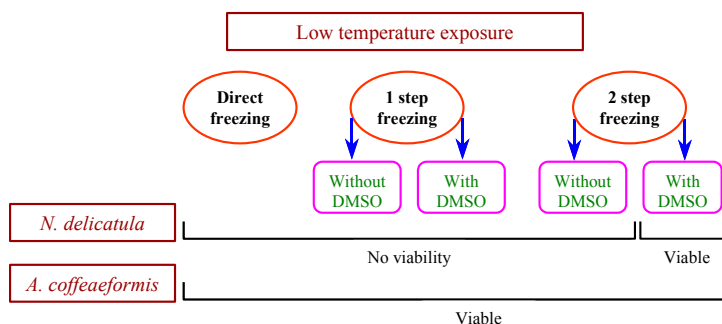 Low temperature exposure
Direct
freezing
1 step
freezing
2 step
freezing
Without
DMSO
With
DMSO
Without
DMSO
With
DMSO
N. delicatula
No viability
Viable
A. coffeaeformis
Viable